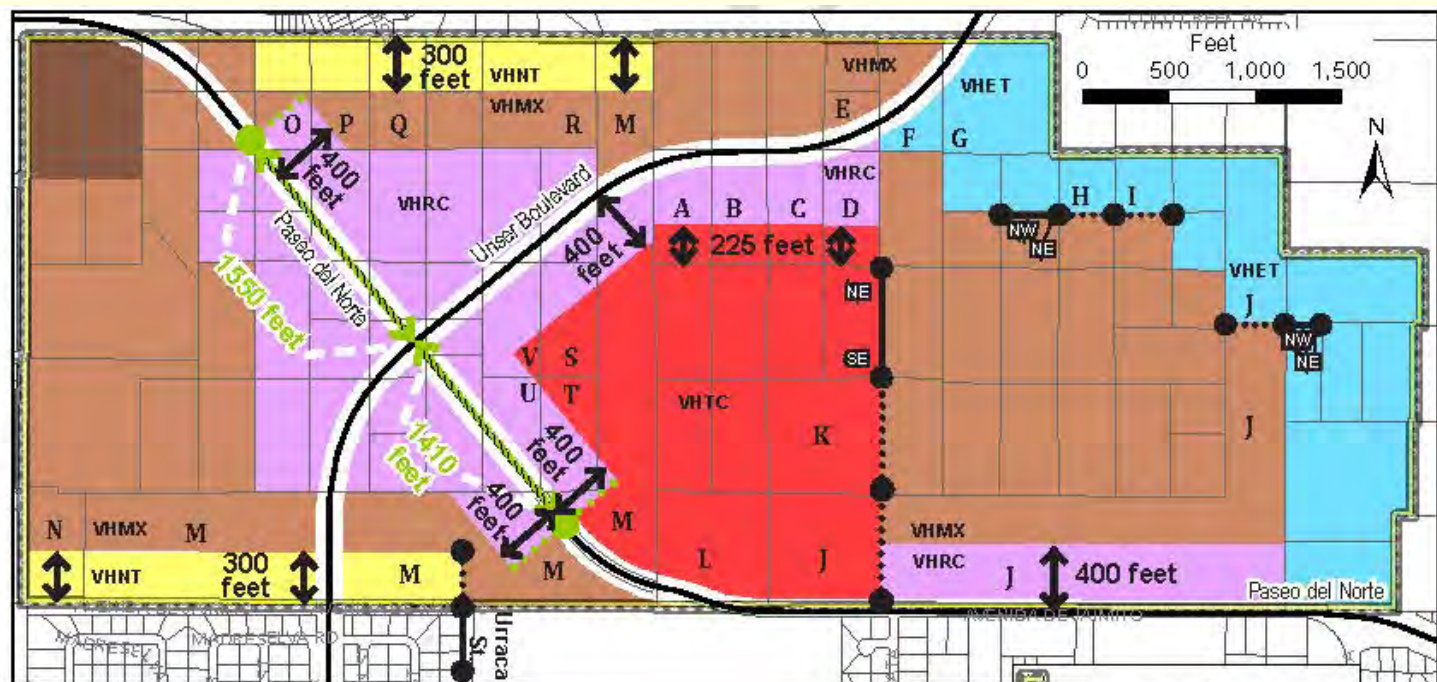 Feet
0 500 1,000 1,500
N
300
feet
VHNT
VHMX
VHMX
VHET
E
F G
O P Q R M
400
feet
VHRC
VHRC
Unser Boulevard
Paseo del Norte
A B C D
225 feet
400
feet
H I
NW
NE
VHET
J
NW
NE
NE
SE
1550 feet
V S
U T
VHTC
K
J
1410
feet
400
feet
400
feet
N VHMX M
M
VHMX
VHNT
300
feet
M
M
L
J
VHRC
J
400 feet
Paseo del Norte
MADRESELVA RD
Urraca
St.